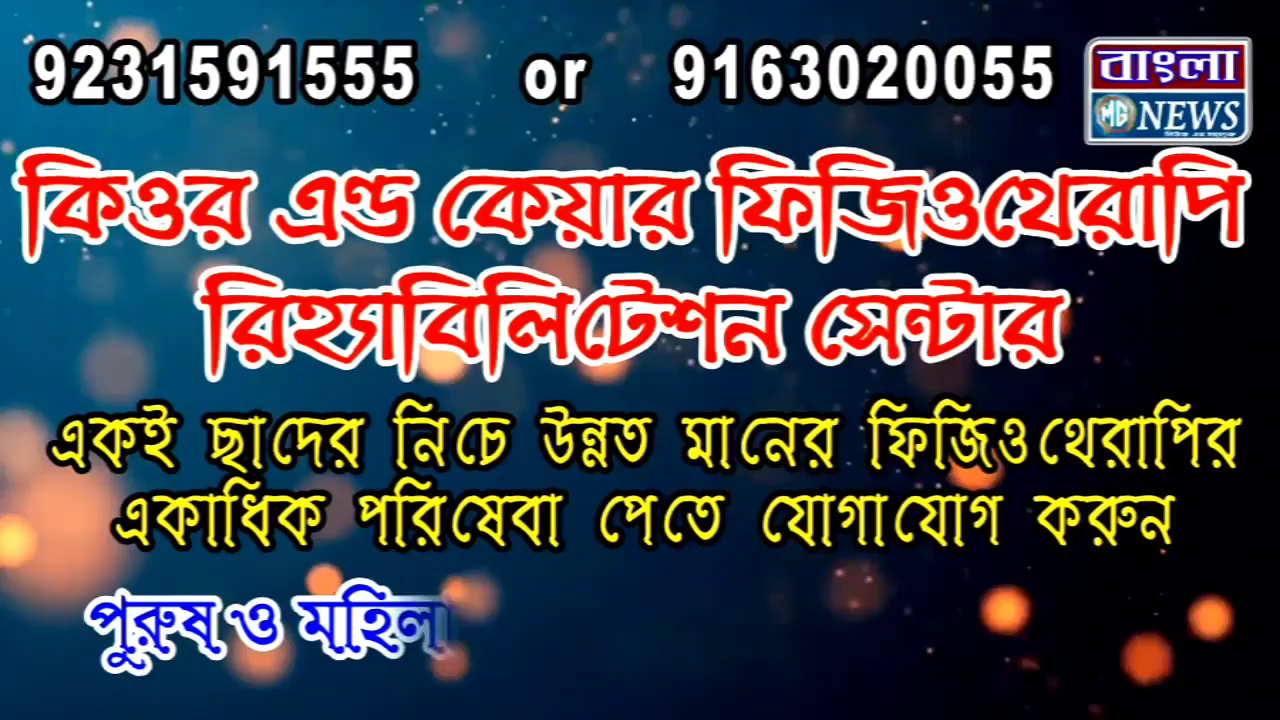 9231591555 or 9163020055
বাংলা
MG NEWS
কিওর এণ্ড কেয়ার ফিজিওথেরাপি
রিহ্যাবিলিটেশন সেন্টার
একই ছাদের নিচে উন্নত মানের ফিজিওথেরাপির
একাধিক পরিষেবা পেতে যোগাযোগ করুন
পুরুষ ও মহিলা